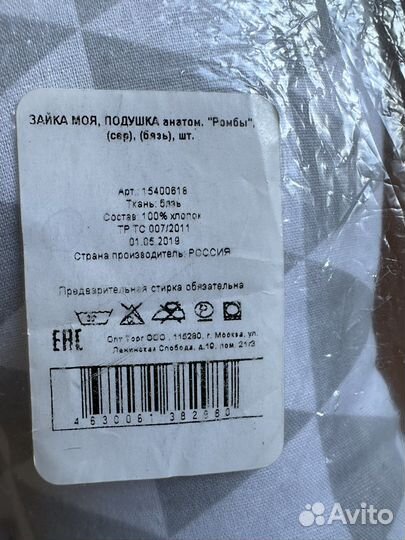 ЗАЙКА МОЯ, ПОДУШКА анатом. "Ромбы",
(сер), (бязь), шт.
Арт.: 15400618
Ткань: бязь
Состав: 100% хлопок
ТР ТС 007/2011
01.05.2019
Страна производитель: РОССИЯ
Предварительная стирка обязательна
30
P
EAC
Опт Торг ООО , 115280, г. Москва, ул.
Ленинская Слобода, д.19, пом. 21г3
4 630061 382980
Avito